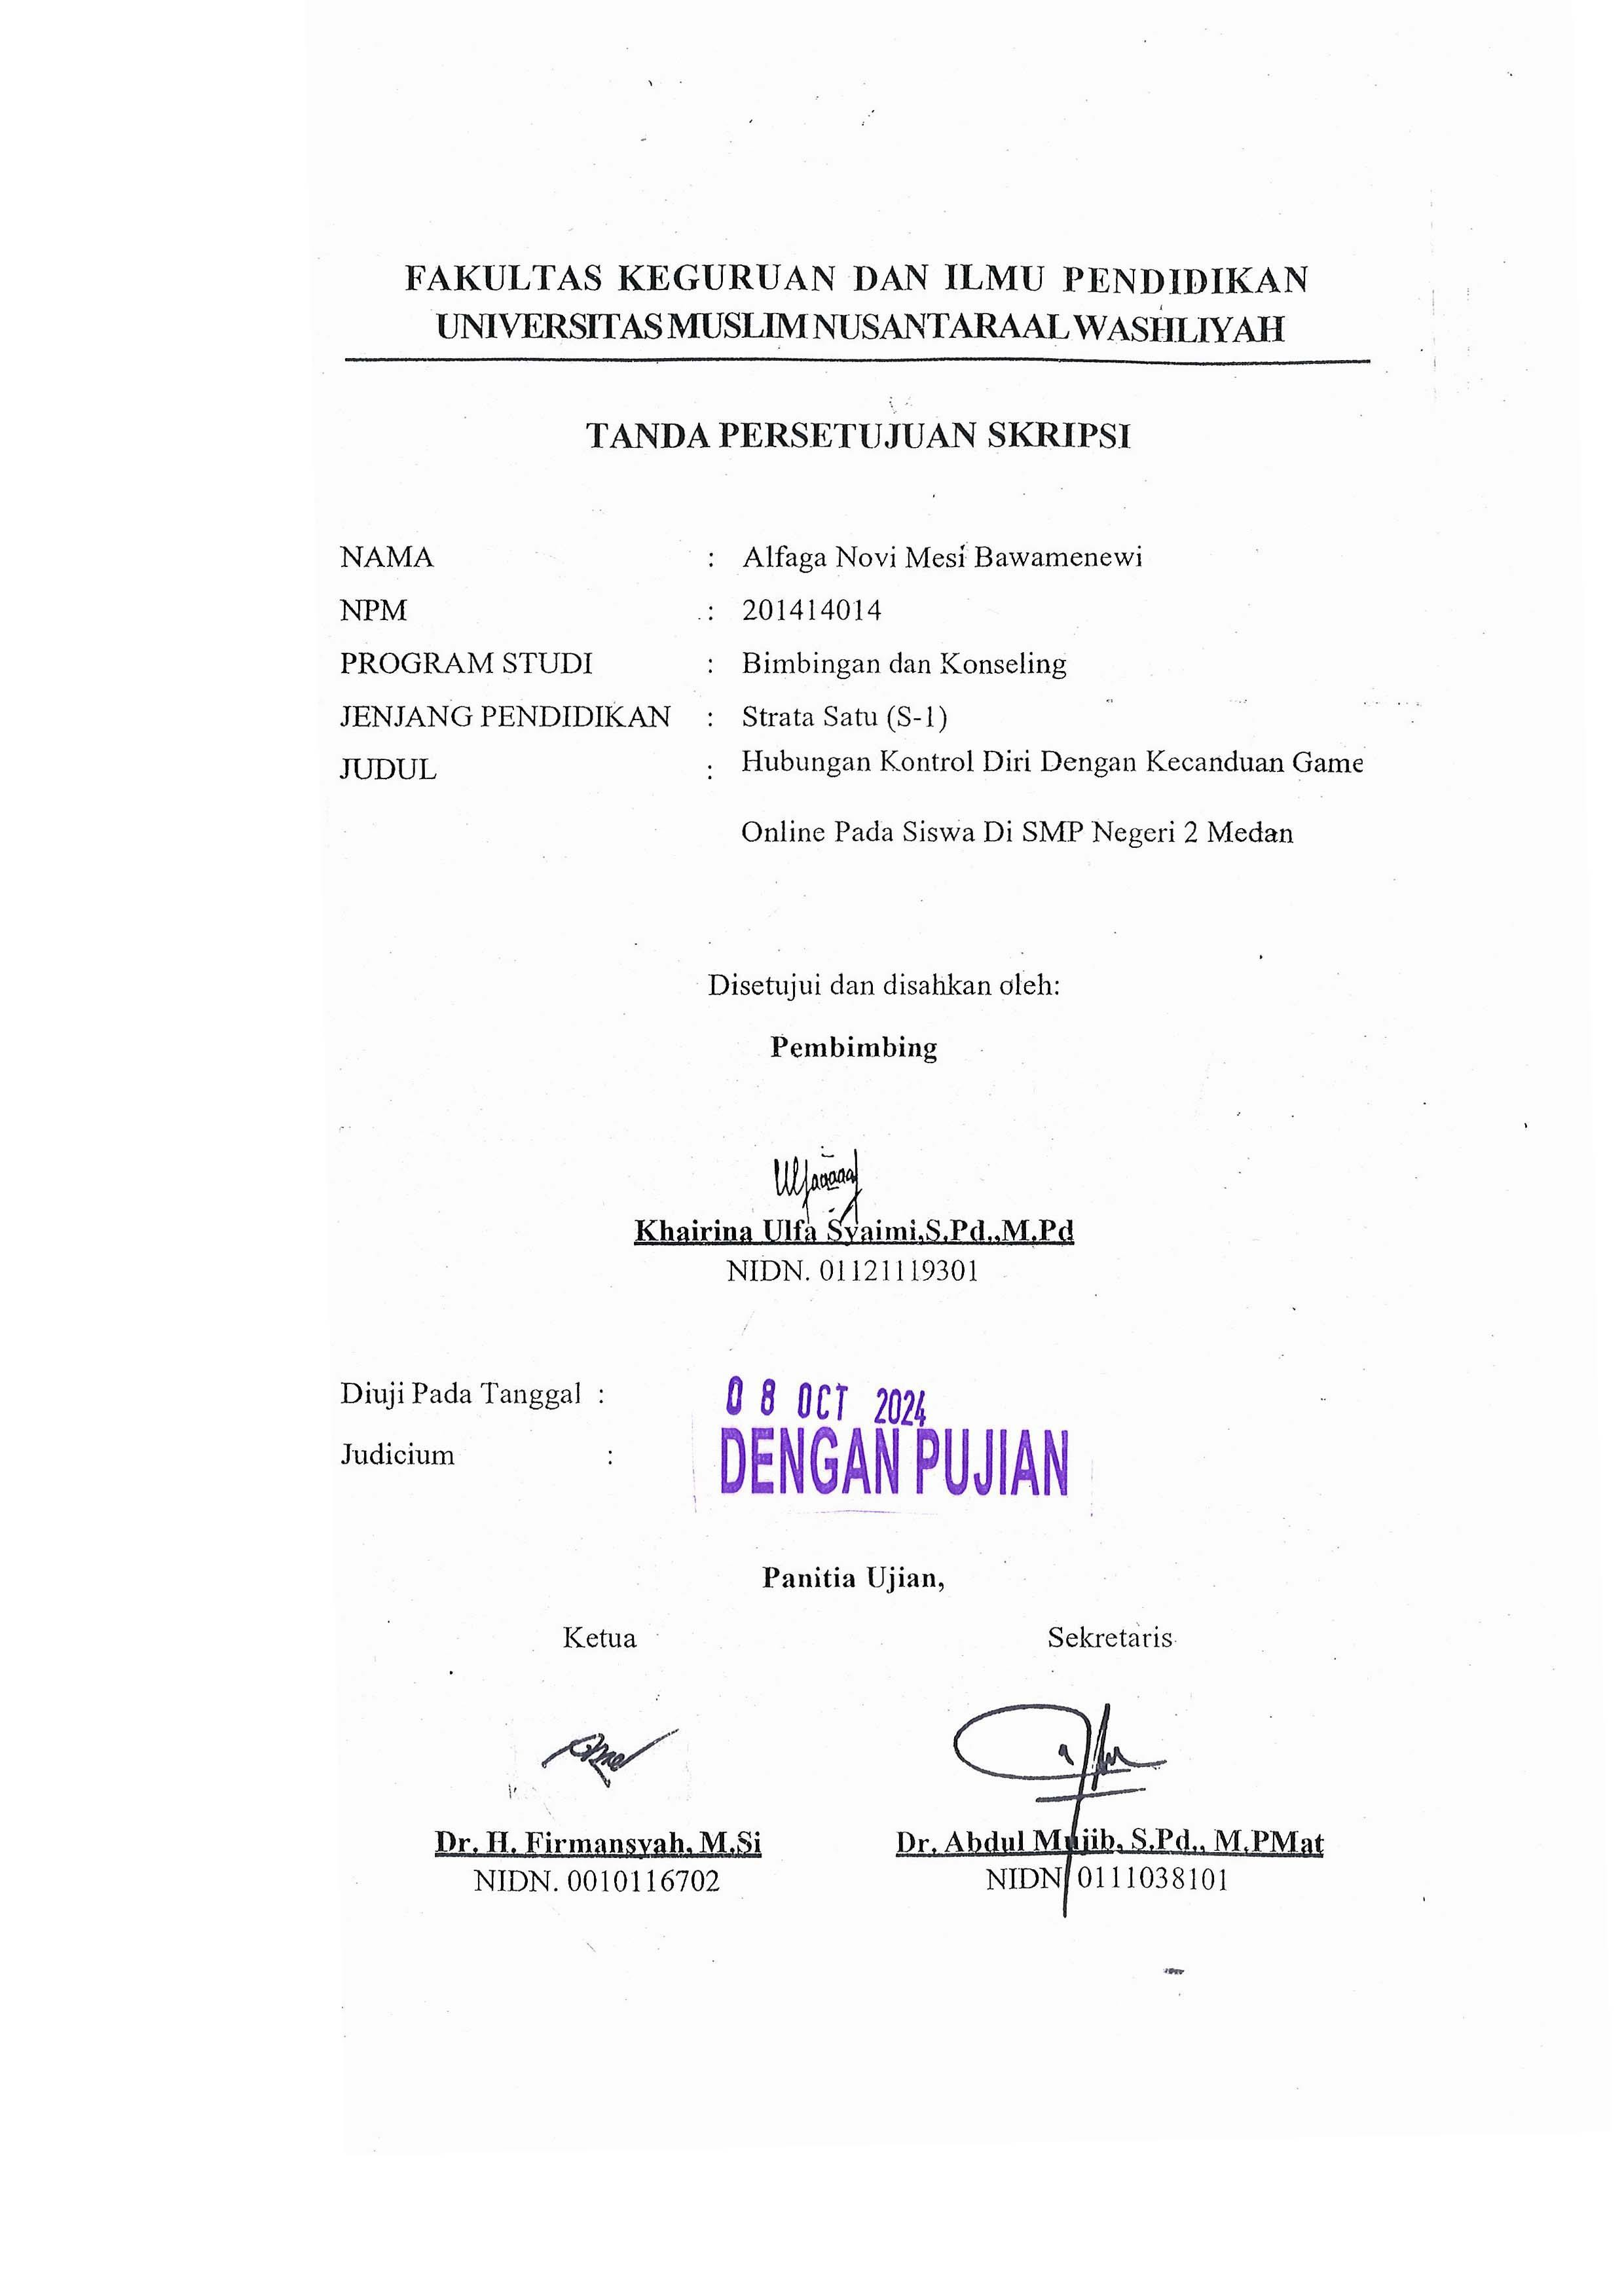 FAKULTAS KEGURUAN DAN ILMU PENDIDIKAN
UNIVERSITAS MUSLIM NUSANTARA AL WASHLIYAH
TANDA PERSETUJUAN SKRIPSI
NAMA : Alfaga Novi Mesi Bawamenewi
NPM : 201414014
PROGRAM STUDI : Bimbingan dan Konseling
JENJANG PENDIDIKAN : Strata Satu (S-1)
JUDUL : Hubungan Kontrol Diri Dengan Kecanduan Game
Online Pada Siswa Di SMP Negeri 2 Medan
Disetujui dan disahkan oleh:
Pembimbing
Khairina Ulfa Syaimi,S.Pd.,M.Pd
NIDN. 01121119301
Diuji Pada Tanggal : 08 OCT 2024
Judicium : DENGAN PUJIAN
Panitia Ujian,
Ketua Sekretaris
Dr. H. Firmansyah, M.Si Dr. Abdul Mujib, S.Pd., M.PMat
NIDN. 0010116702 NIDN 0111038101